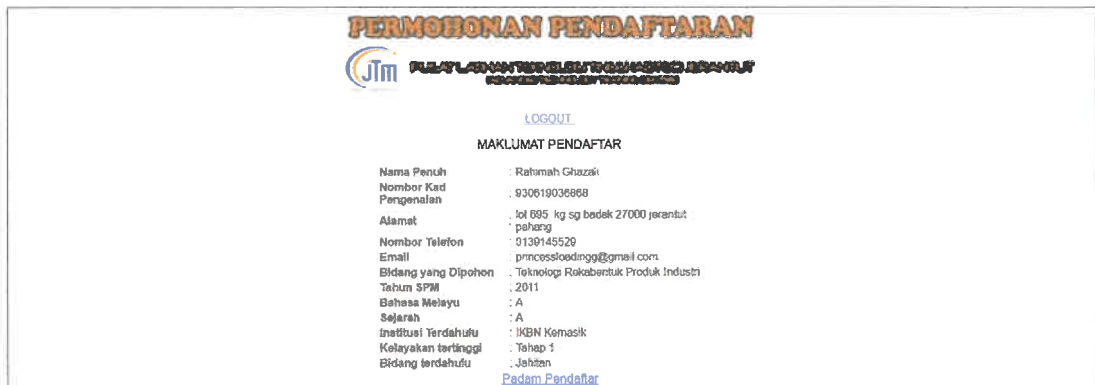 PERMOHONAN PENDAFTARAN
JTM
LOGOUT
MAKLUMAT PENDAFTAR
Nama Penuh : Rahimah Ghazali
Nombor Kad Pengenalan : 930619036868
Alamat : lot 695 kg sg badak 27000 jerantut
pahang
Nombor Telefon : 0139145529
Email : princessloadingg@gmail.com
Bidang yang Dipohon : Teknologi Rekabentuk Produk Industri
Tahun SPM : 2011
Bahasa Melayu : A
Sejarah : A
Institusi Terdahulu : IKBN Kemasik
Kelayakan tertinggi : Tahap 1
Bidang terdahulu : Jahitan
Padam Pendaftar